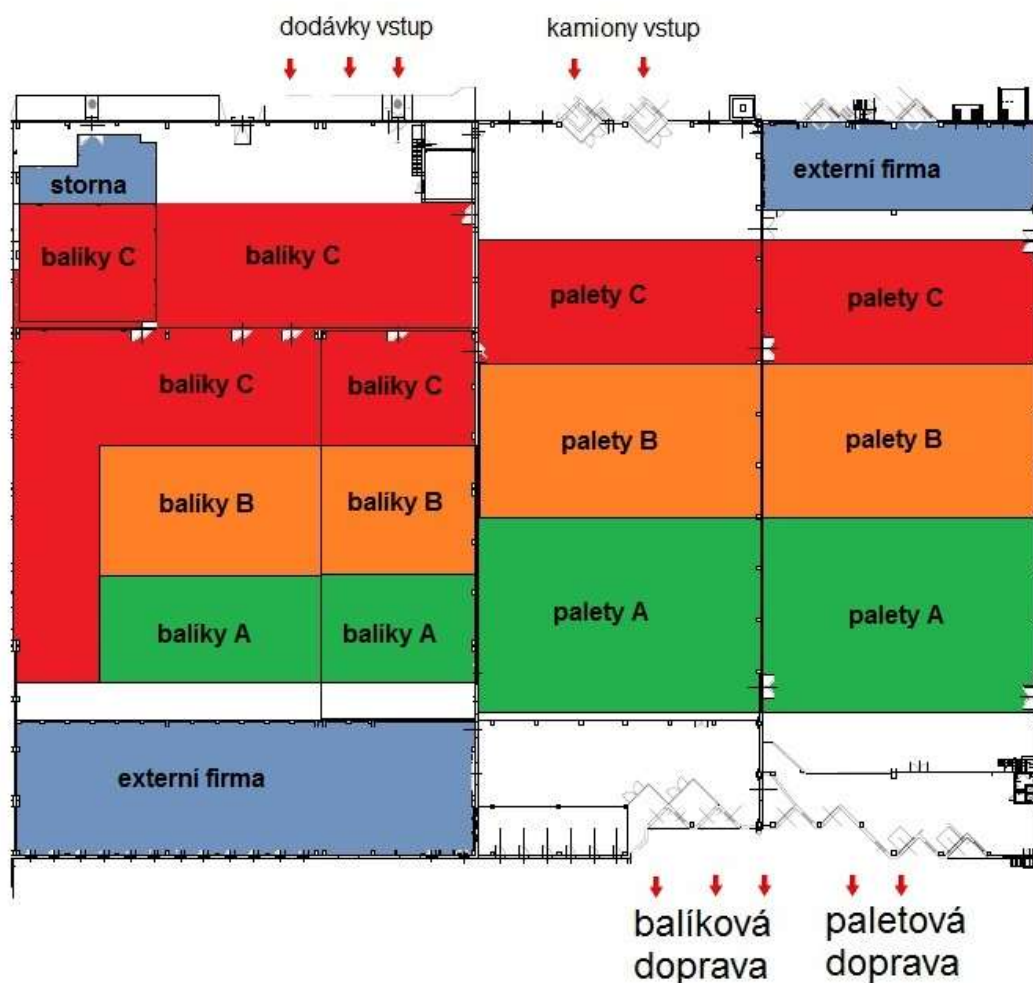 dodávky vstup
kamiony vstup
storna
externí firma
balíky C
balíky C
palety C
palety C
balíky C
balíky C
palety B
palety B
balíky B
balíky B
palety A
palety A
balíky A
balíky A
externí firma
balíková
doprava
paletová
doprava